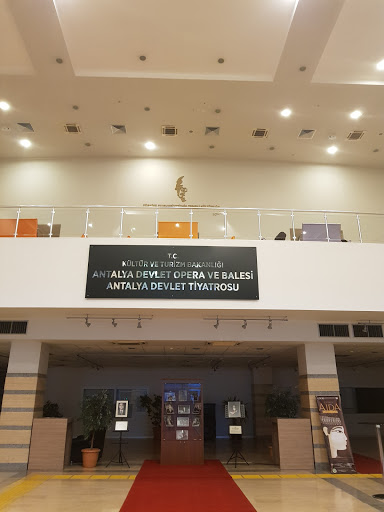 T.C.
KÜLTÜR VE TURİZM BAKANLIĞI
ANTALYA DEVLET OPERA VE BALESİ
ANTALYA DEVLET TİYATROSU